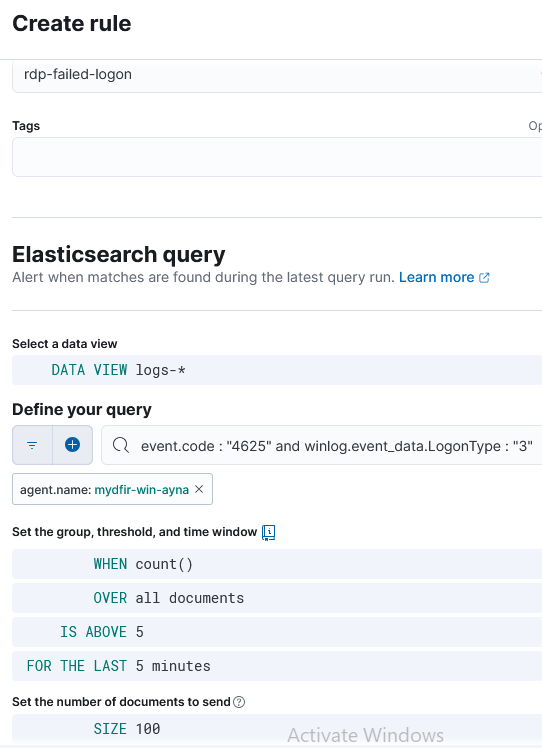 Create rule
rdp-failed-logon
Tags
Op
Elasticsearch query
Alert when matches are found during the latest query run. Learn more
Select a data view
DATA VIEW logs-*
Define your query
event.code : "4625" and winlog.event_data.LogonType : "3"
agent.name: mydfir-win-ayna ×
Set the group, threshold, and time window
WHEN count()
OVER all documents
IS ABOVE 5
FOR THE LAST 5 minutes
Set the number of documents to send
SIZE 100
Activate Windows